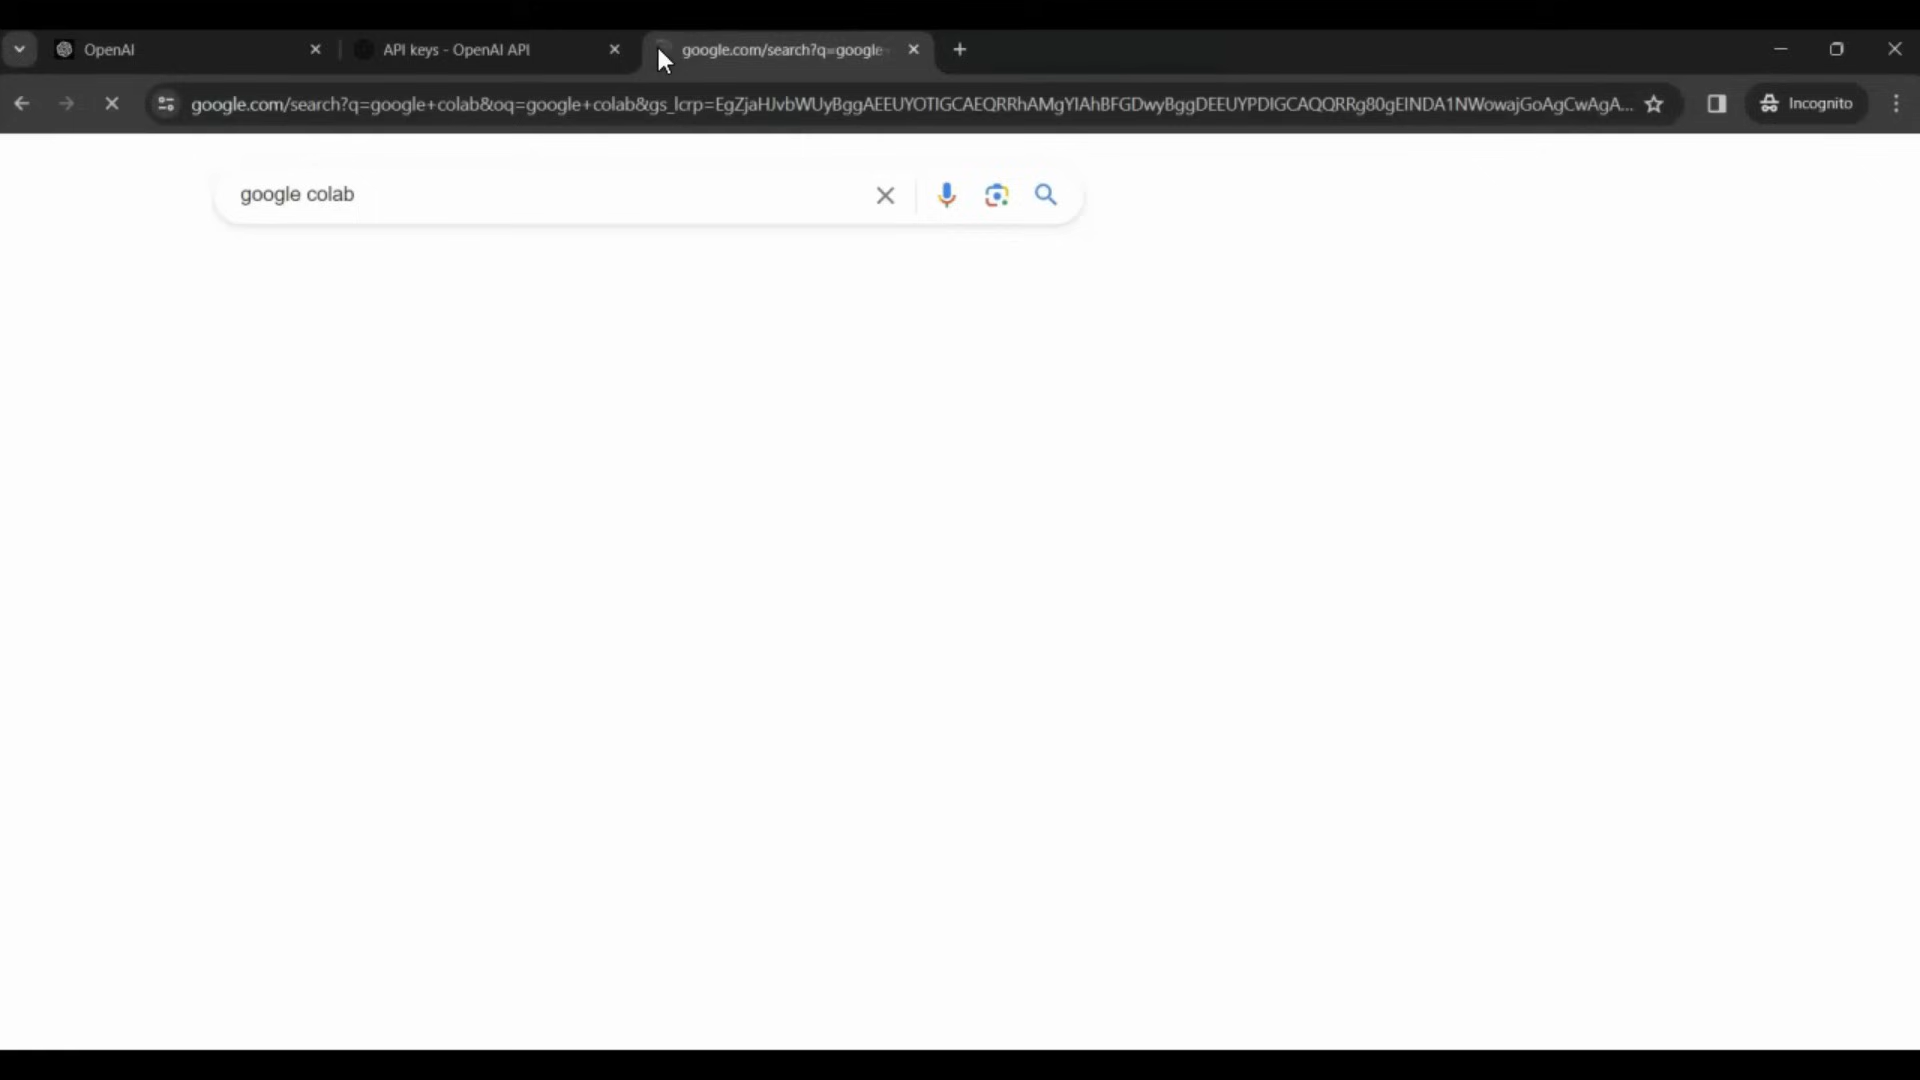 OpenAI
API keys - OpenAI API
google.com/search?q=google
google.com/search?q=google+colab&oq=google+colab&gs_lcrp=EgZjaHJvbWUyBggAEEUYOTIGCAEQRRhAMgYIAhBFGDwyBggDEEUYPDIGCAQQRRg80gEINDA1NWowajGoAgCwAgA...
Incognito
google colab